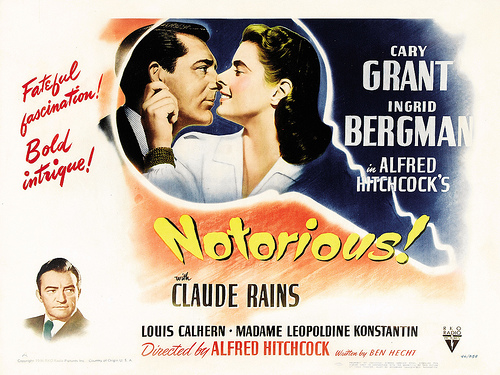 Fateful
fascination!
Bold
intrigue!
CARY
GRANT
INGRID
BERGMAN
in ALFRED
HITCHCOCK'S
Notorious!
with
CLAUDE RAINS
LOUIS CALHERN · MADAME LEOPOLDINE KONSTANTIN
Directed by ALFRED HITCHCOCK Written by BEN HECHT
RKO
RADIO